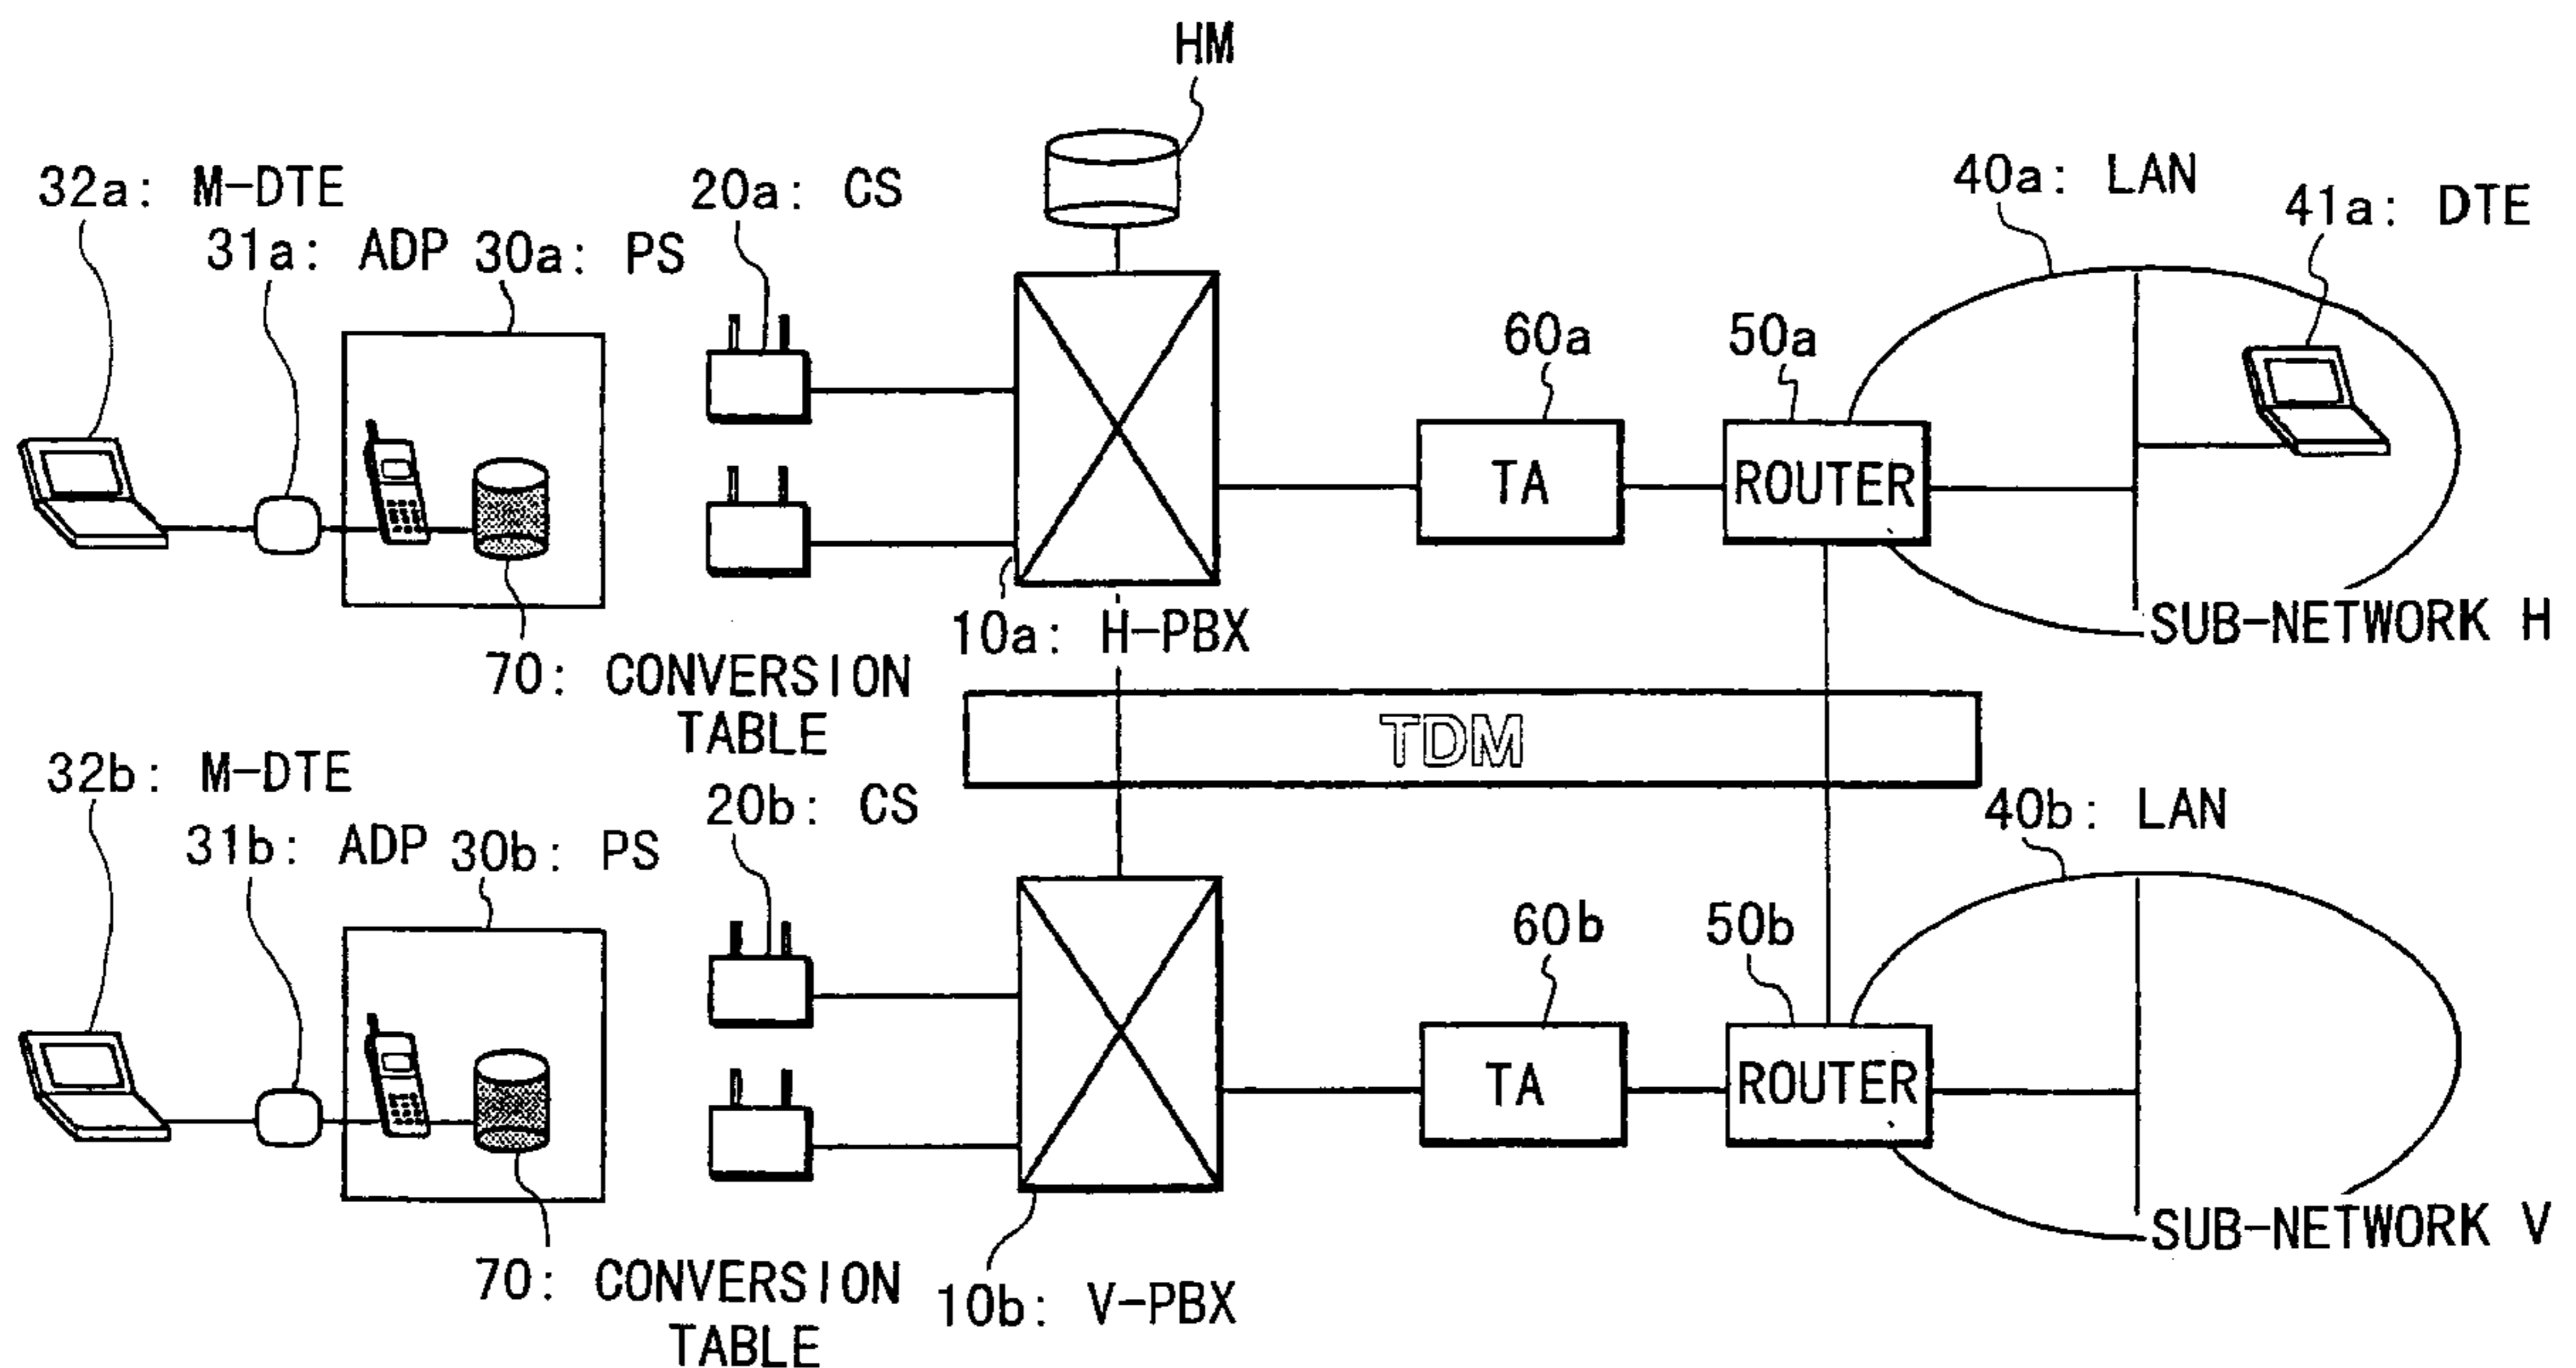 HM
32a: M-DTE
31a: ADP
30a: PS
20a: CS
40a: LAN
41a: DTE
60a
50a
TA
ROUTER
10a: H-PBX
SUB-NETWORK H
70: CONVERSION
TABLE
TDM
32b: M-DTE
31b: ADP
30b: PS
20b: CS
40b: LAN
60b
50b
TA
ROUTER
SUB-NETWORK V
70: CONVERSION
TABLE
10b: V-PBX